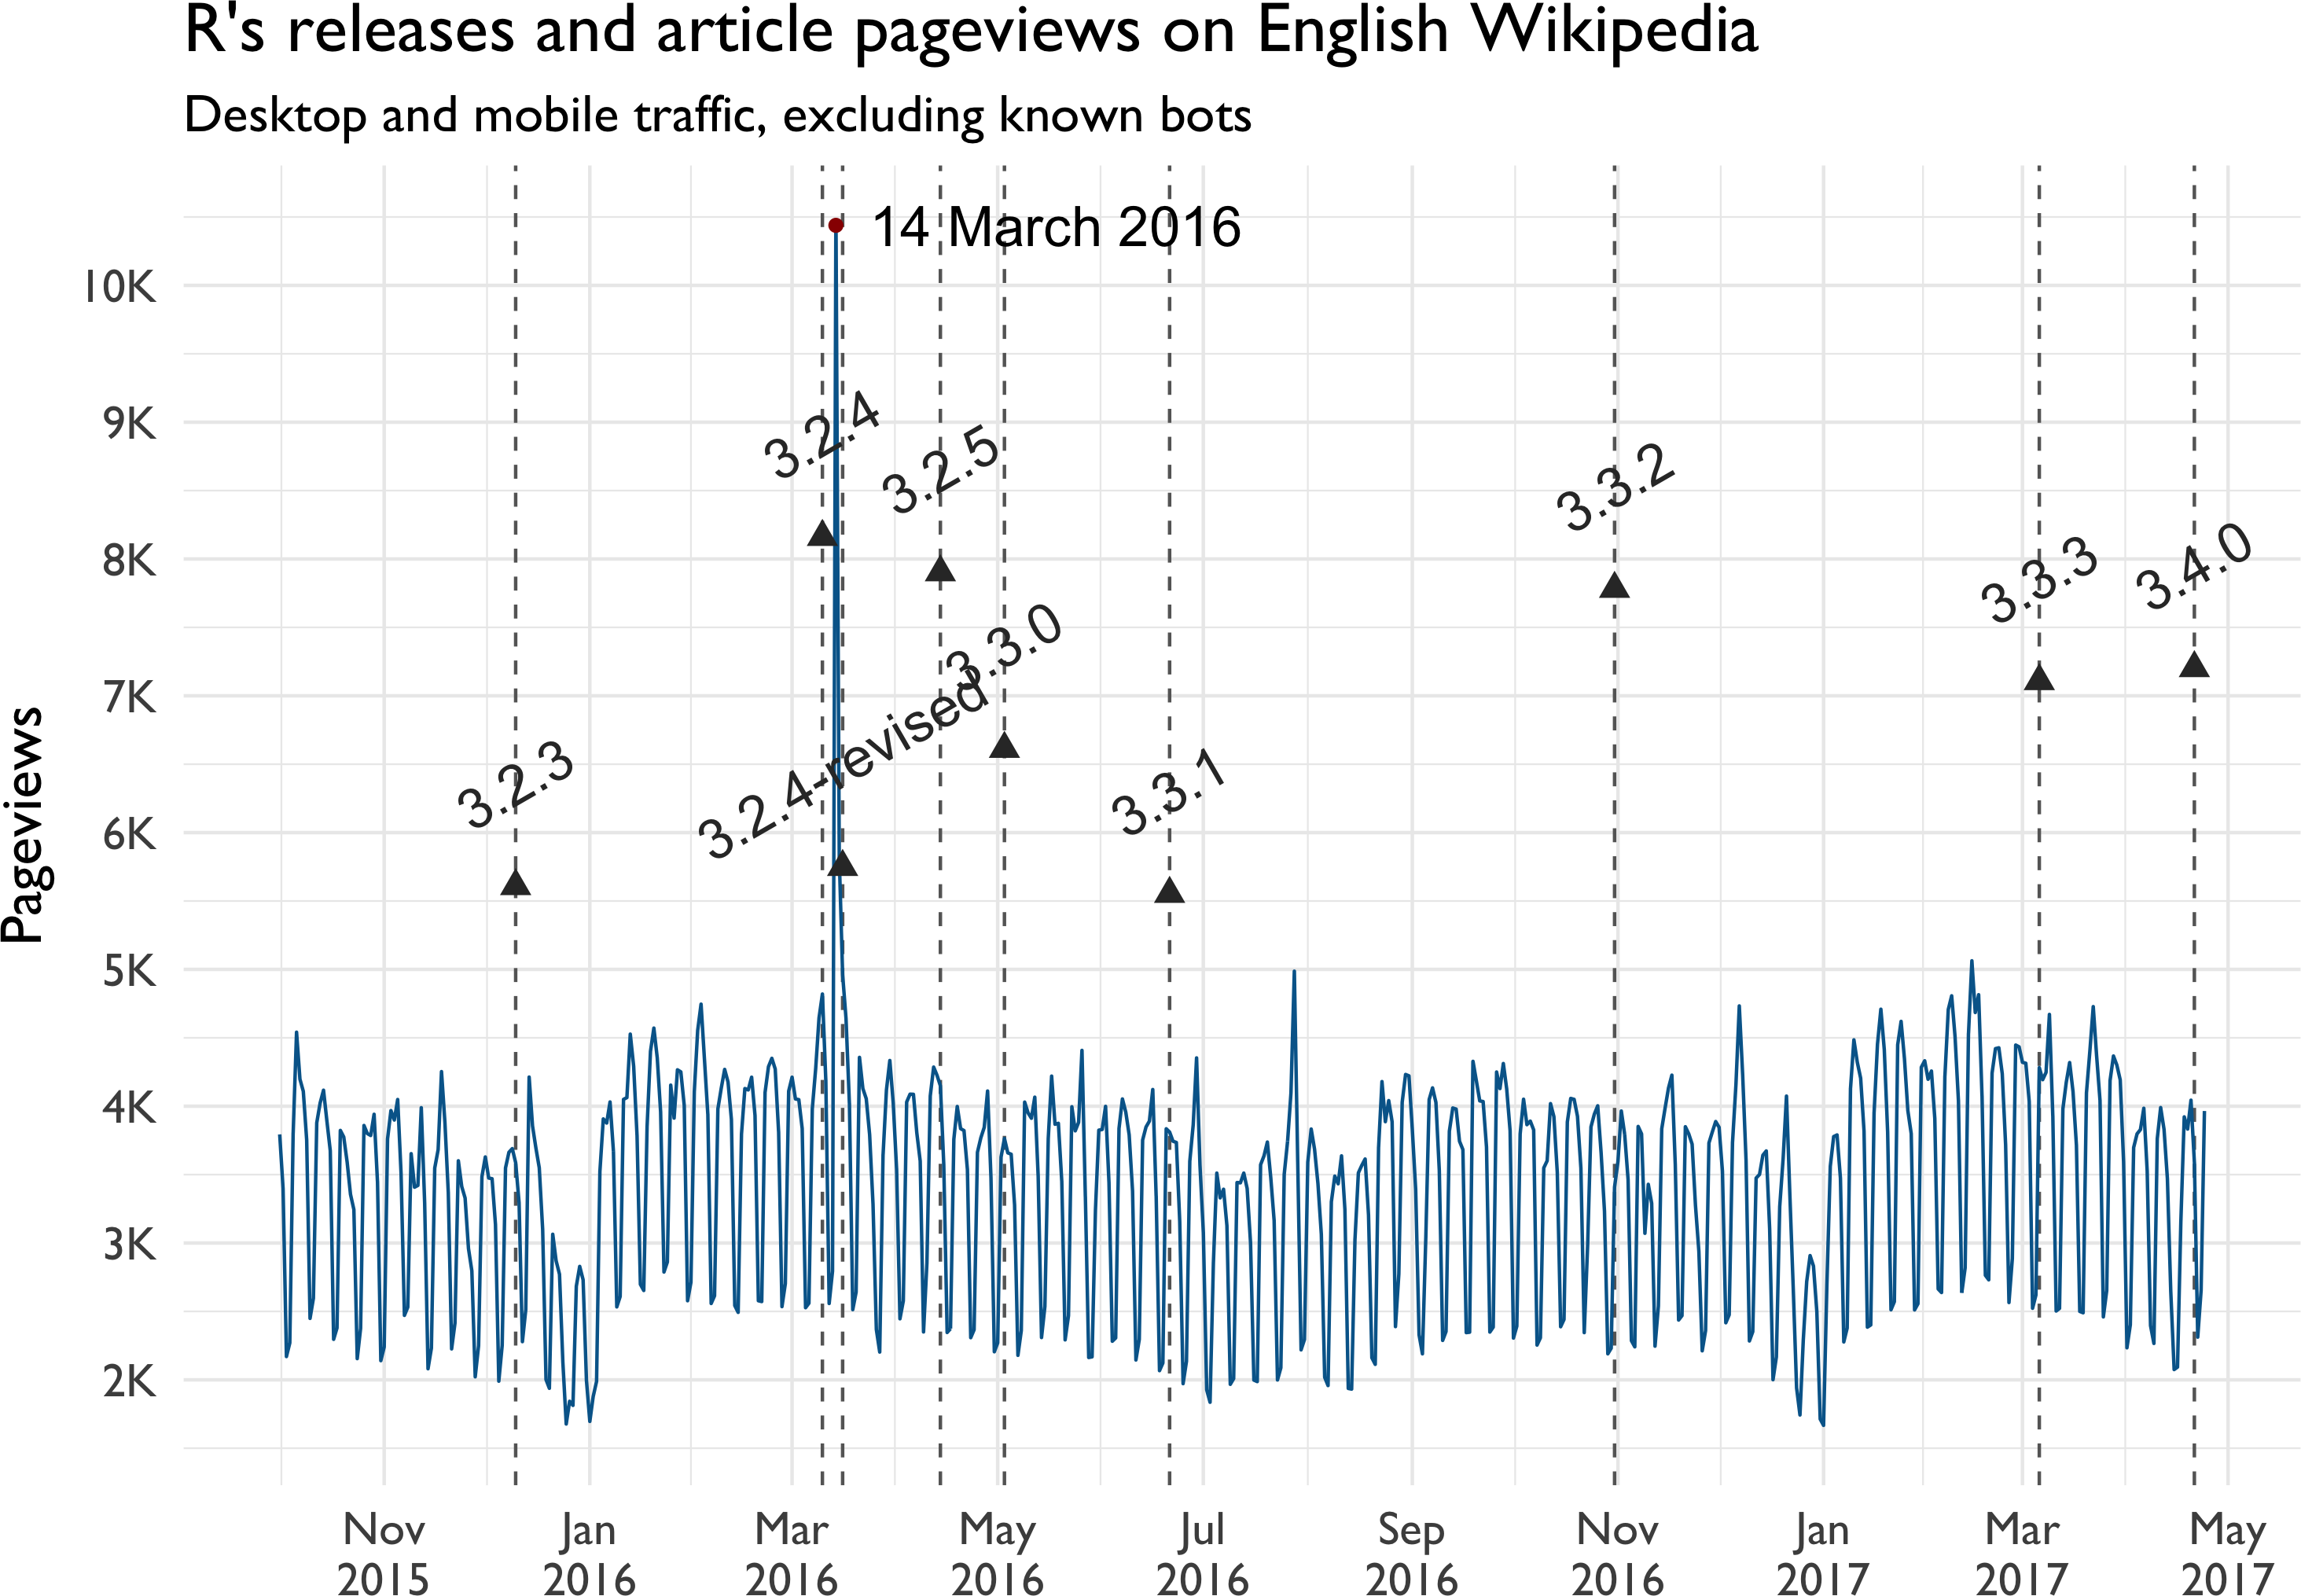 R's releases and article pageviews on English Wikipedia
Desktop and mobile traffic, excluding known bots
14 March 2016
10K
9K
8K
7K
6K
5K
4K
3K
2K
Pageviews
3.2.3
3.2.4
3.2.4-revised
3.2.5
3.3.0
3.3.1
3.3.2
3.3.3
3.4.0
Nov 2015
Jan 2016
Mar 2016
May 2016
Jul 2016
Sep 2016
Nov 2016
Jan 2017
Mar 2017
May 2017